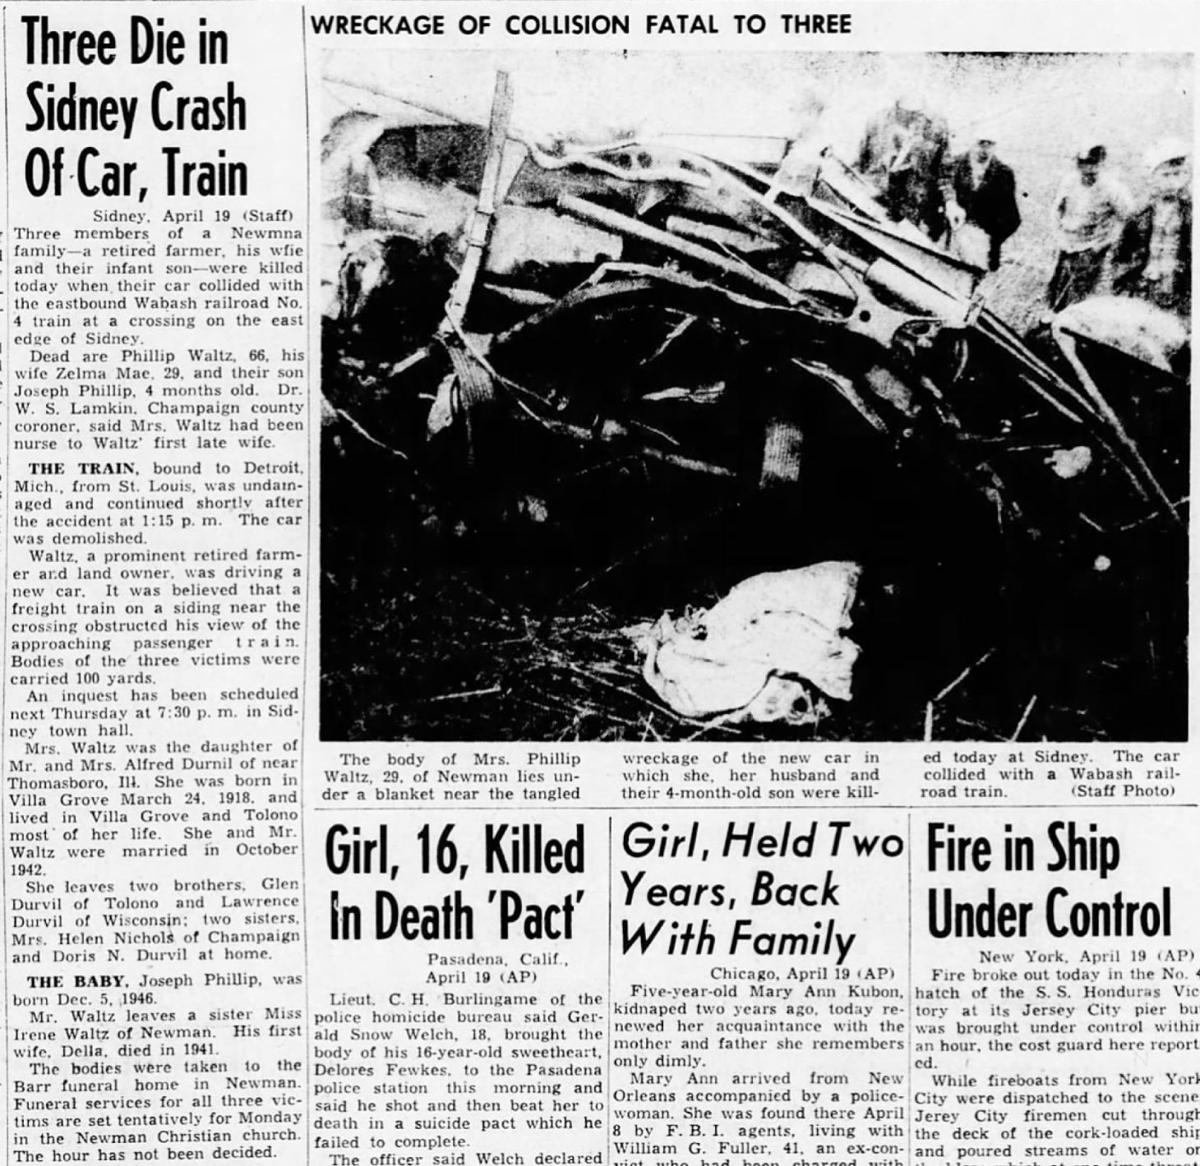 Three Die in
Sidney Crash
Of Car, Train
Sidney, April 19 (Staff)
Three members of a Newmna
family—a retired farmer, his wfie
and their infant son—were killed
today when their car collided with
the eastbound Wabash railroad No.
4 train at a crossing on the east
edge of Sidney.
Dead are Phillip Waltz, 66, his
wife Zelma Mae, 29, and their son
Joseph Phillip, 4 months old. Dr.
W. S. Lamkin, Champaign county
coroner, said Mrs. Waltz had been
nurse to Waltz' first late wife.
THE TRAIN, bound to Detroit,
Mich., from St. Louis, was undam-
aged and continued shortly after
the accident at 1:15 p. m. The car
was demolished.
Waltz, a prominent retired farm-
er and land owner, was driving a
new car. It was believed that a
freight train on a siding near the
crossing obstructed his view of the
approaching passenger train.
Bodies of the three victims were
carried 100 yards.
An inquest has been scheduled
next Thursday at 7:30 p. m. in Sid-
ney town hall.
Mrs. Waltz was the daughter of
Mr. and Mrs. Alfred Durnil of near
Thomasboro, Ill. She was born in
Villa Grove March 24, 1918, and
lived in Villa Grove and Tolono
most of her life. She and Mr.
Waltz were married in October
1942.
She leaves two brothers, Glen
Durvil of Tolono and Lawrence
Durvil of Wisconsin; two sisters,
Mrs. Helen Nichols of Champaign
and Doris N. Durvil at home.
THE BABY, Joseph Phillip, was
born Dec. 5, 1946.
Mr. Waltz leaves a sister Miss
Irene Waltz of Newman. His first
wife, Della, died in 1941.
The bodies were taken to the
Barr funeral home in Newman.
Funeral services for all three vic-
tims are set tentatively for Monday
in the Newman Christian church.
The hour has not been decided.
WRECKAGE OF COLLISION FATAL TO THREE
The body of Mrs. Phillip
Waltz, 29, of Newman lies un-
der a blanket near the tangled
wreckage of the new car in
which she, her husband and
their 4-month-old son were kill-
ed today at Sidney. The car
collided with a Wabash rail-
road train. (Staff Photo)
Girl, 16, Killed
In Death 'Pact'
Pasadena, Calif.,
April 19 (AP)
Lieut. C. H. Burlingame of the
police homicide bureau said Ger-
ald Snow Welch, 18, brought the
body of his 16-year-old sweetheart,
Delores Fewkes, to the Pasadena
police station this morning and
said he shot and then beat her to
death in a suicide pact which he
failed to complete.
The officer said Welch declared
Girl, Held Two
Years, Back
With Family
Chicago, April 19 (AP)
Five-year-old Mary Ann Kubon,
kidnaped two years ago, today re-
newed her acquaintance with the
mother and father she remembers
only dimly.
Mary Ann arrived from New
Orleans accompanied by a police-
woman. She was found there April
8 by F. B. I. agents, living with
William G. Fuller, 41, an ex-con-
vict who had been charged with
Fire in Ship
Under Control
New York, April 19 (AP)
Fire broke out today in the No. 4
hatch of the S. S. Honduras Vic-
tory at its Jersey City pier but
was brought under control within
an hour, the cost guard here report-
ed.
While fireboats from New York
City were dispatched to the scene,
Jerey City firemen cut through
the deck of the cork-loaded ship
and poured streams of water on